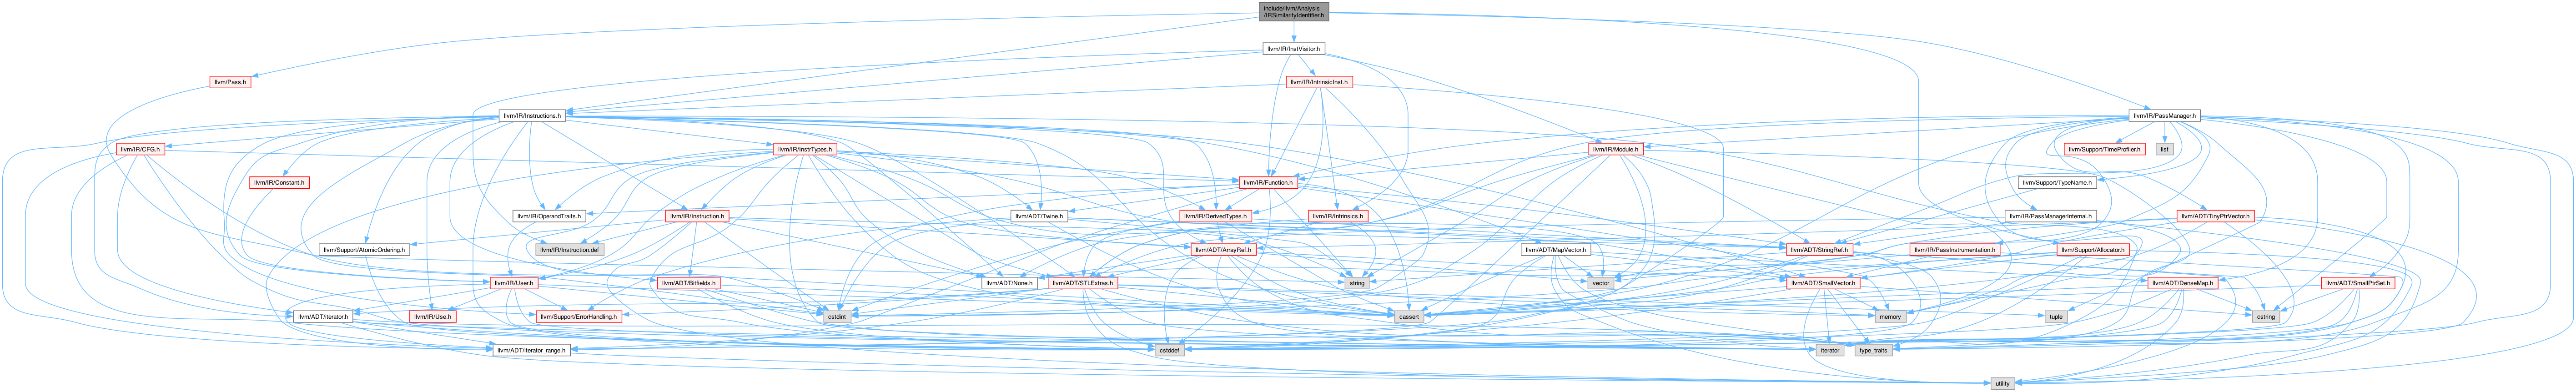 include/llvm/Analysis
/IRSimilarityIdentifier.h
llvm/IR/InstVisitor.h
llvm/Pass.h
llvm/IR/IntrinsicInst.h
llvm/IR/Instructions.h
llvm/IR/PassManager.h
llvm/IR/CFG.h
llvm/IR/InstrTypes.h
llvm/IR/Module.h
llvm/Support/TimeProfiler.h
list
llvm/IR/Constant.h
llvm/IR/Function.h
llvm/Support/TypeName.h
llvm/IR/OperandTraits.h
llvm/IR/Instruction.h
llvm/ADT/Twine.h
llvm/IR/DerivedTypes.h
llvm/IR/Intrinsics.h
llvm/IR/PassManagerInternal.h
llvm/ADT/TinyPtrVector.h
llvm/Support/AtomicOrdering.h
llvm/IR/Instruction.def
llvm/ADT/ArrayRef.h
llvm/ADT/MapVector.h
llvm/ADT/StringRef.h
llvm/IR/PassInstrumentation.h
llvm/Support/Allocator.h
llvm/IR/User.h
llvm/ADT/Bitfields.h
llvm/ADT/None.h
llvm/ADT/STLExtras.h
string
vector
llvm/ADT/SmallVector.h
llvm/ADT/DenseMap.h
llvm/ADT/SmallPtrSet.h
llvm/ADT/iterator.h
llvm/IR/Use.h
llvm/Support/ErrorHandling.h
cstdint
cassert
memory
tuple
cstring
llvm/ADT/iterator_range.h
cstddef
iterator
type_traits
utility